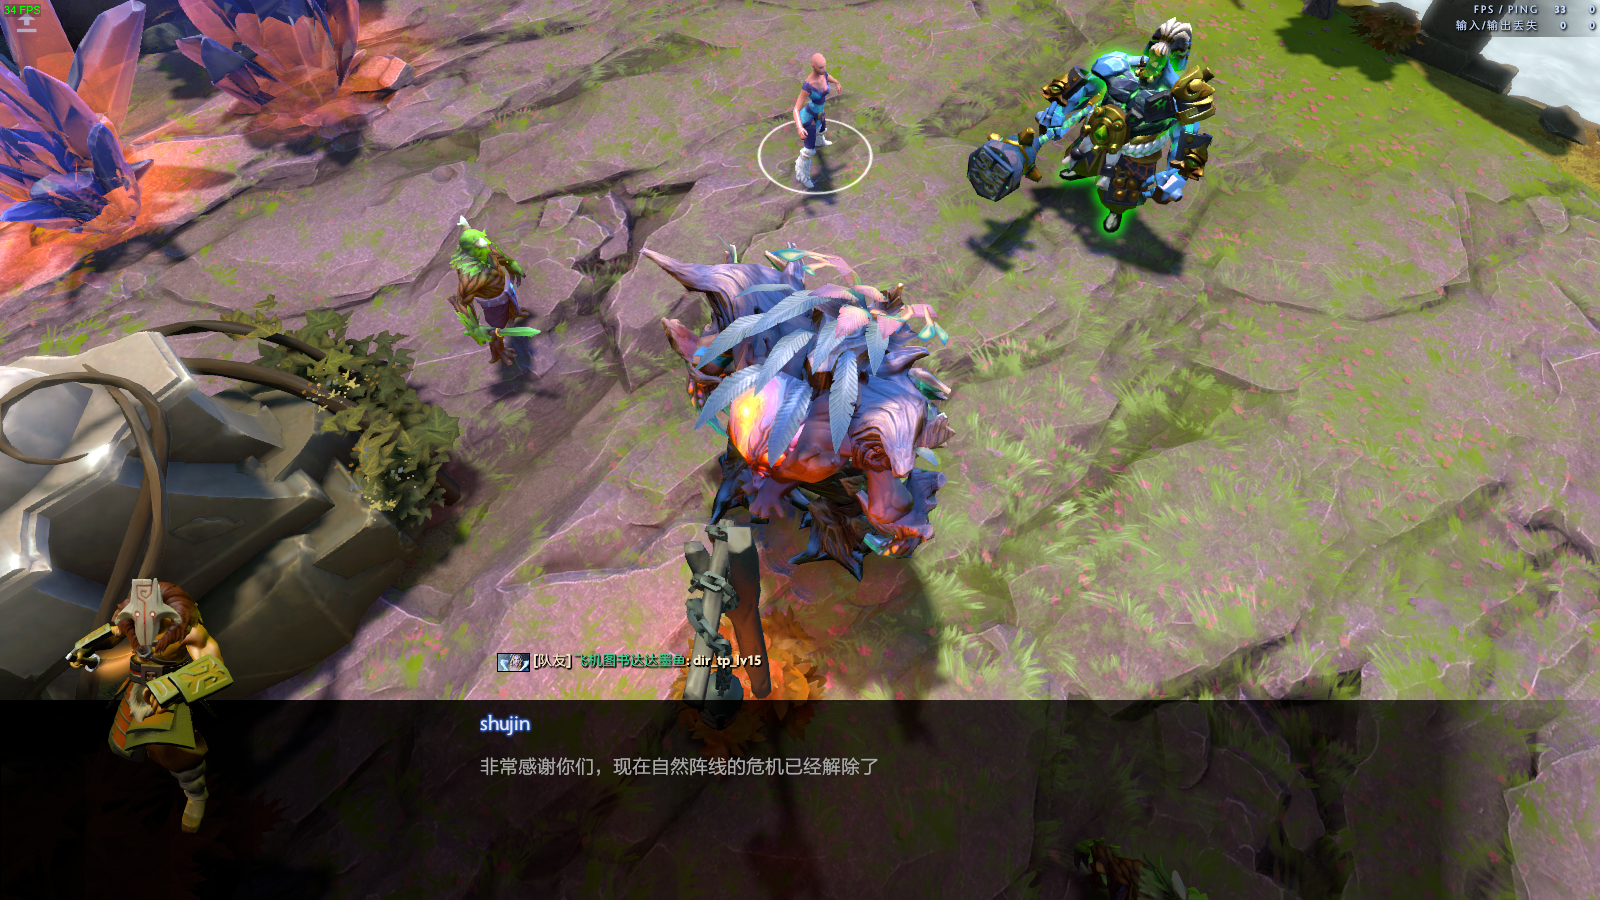 34 FPS
FPS / PING 33 0
输入/输出丢失 0 0
[队友] 飞机图书达达墨鱼: dir_tp_lv15
shujin
非常感谢你们，现在自然阵线的危机已经解除了